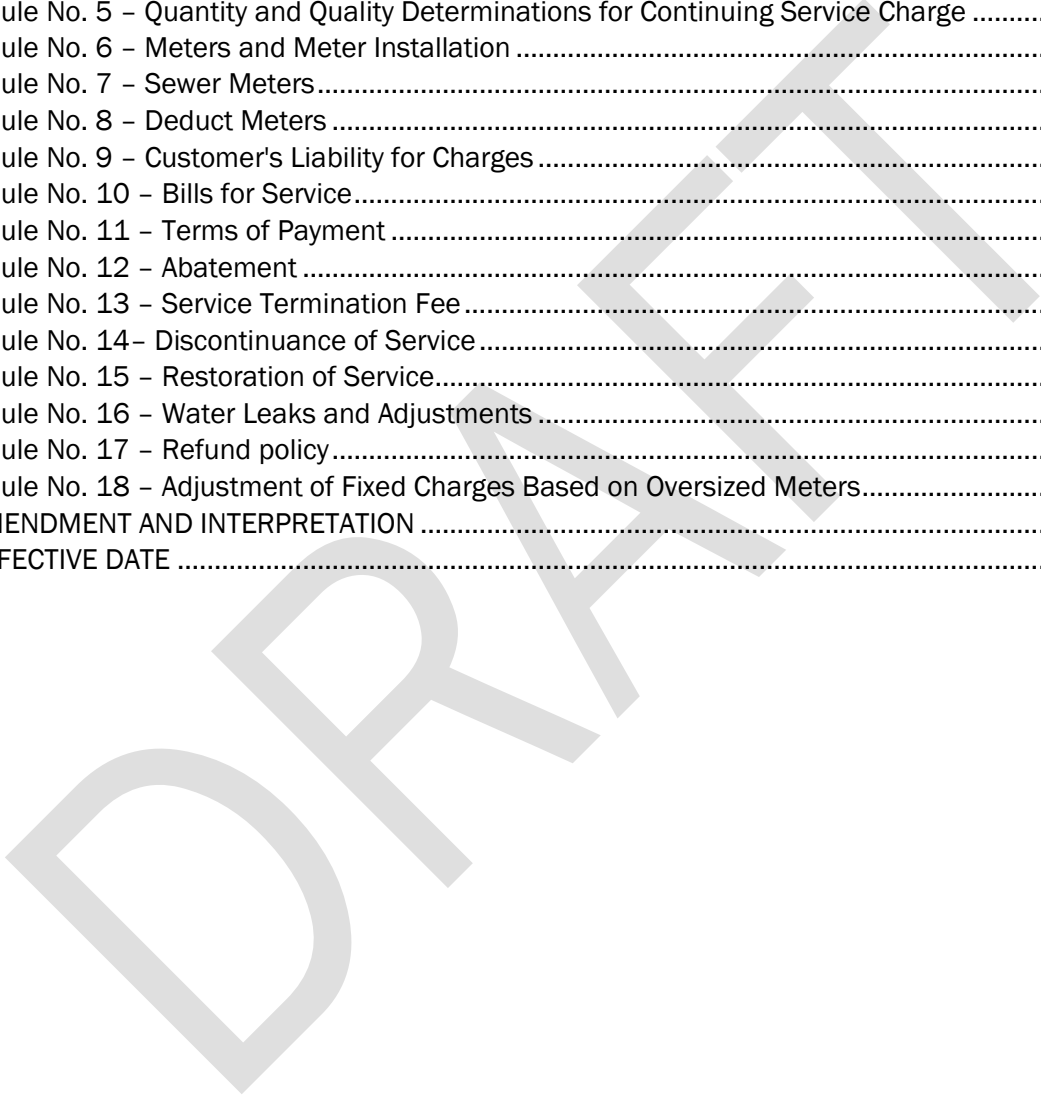 ule No. 5 – Quantity and Quality Determinations for Continuing Service Charge ..........
ule No. 6 – Meters and Meter Installation ..........................................................................
ule No. 7 – Sewer Meters....................................................................................................
ule No. 8 – Deduct Meters ..................................................................................................
ule No. 9 – Customer's Liability for Charges .......................................................................
ule No. 10 – Bills for Service...............................................................................................
ule No. 11 – Terms of Payment ..........................................................................................
ule No. 12 – Abatement ......................................................................................................
ule No. 13 – Service Termination Fee.................................................................................
ule No. 14– Discontinuance of Service...............................................................................
ule No. 15 – Restoration of Service.....................................................................................
ule No. 16 – Water Leaks and Adjustments .......................................................................
ule No. 17 – Refund policy..................................................................................................
ule No. 18 – Adjustment of Fixed Charges Based on Oversized Meters.........................
ENDMENT AND INTERPRETATION ......................................................................................
FECTIVE DATE .....................................................................................................................
DRAFT